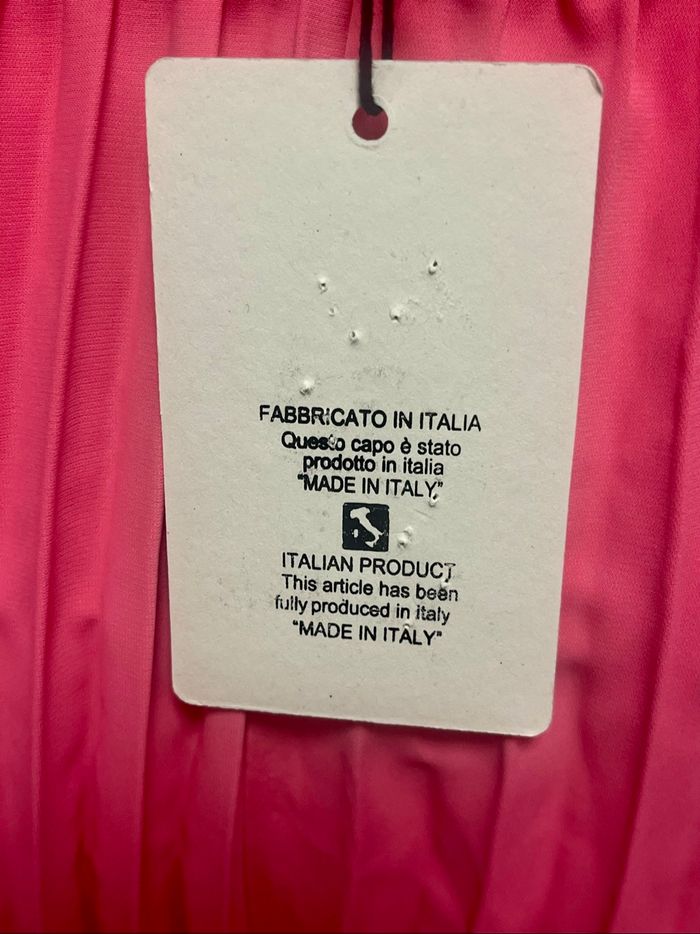 FABBRICATO IN ITALIA
Questo capo è stato
prodotto in italia
"MADE IN ITALY"
ITALIAN PRODUCT
This article has been
fully produced in italy
"MADE IN ITALY"